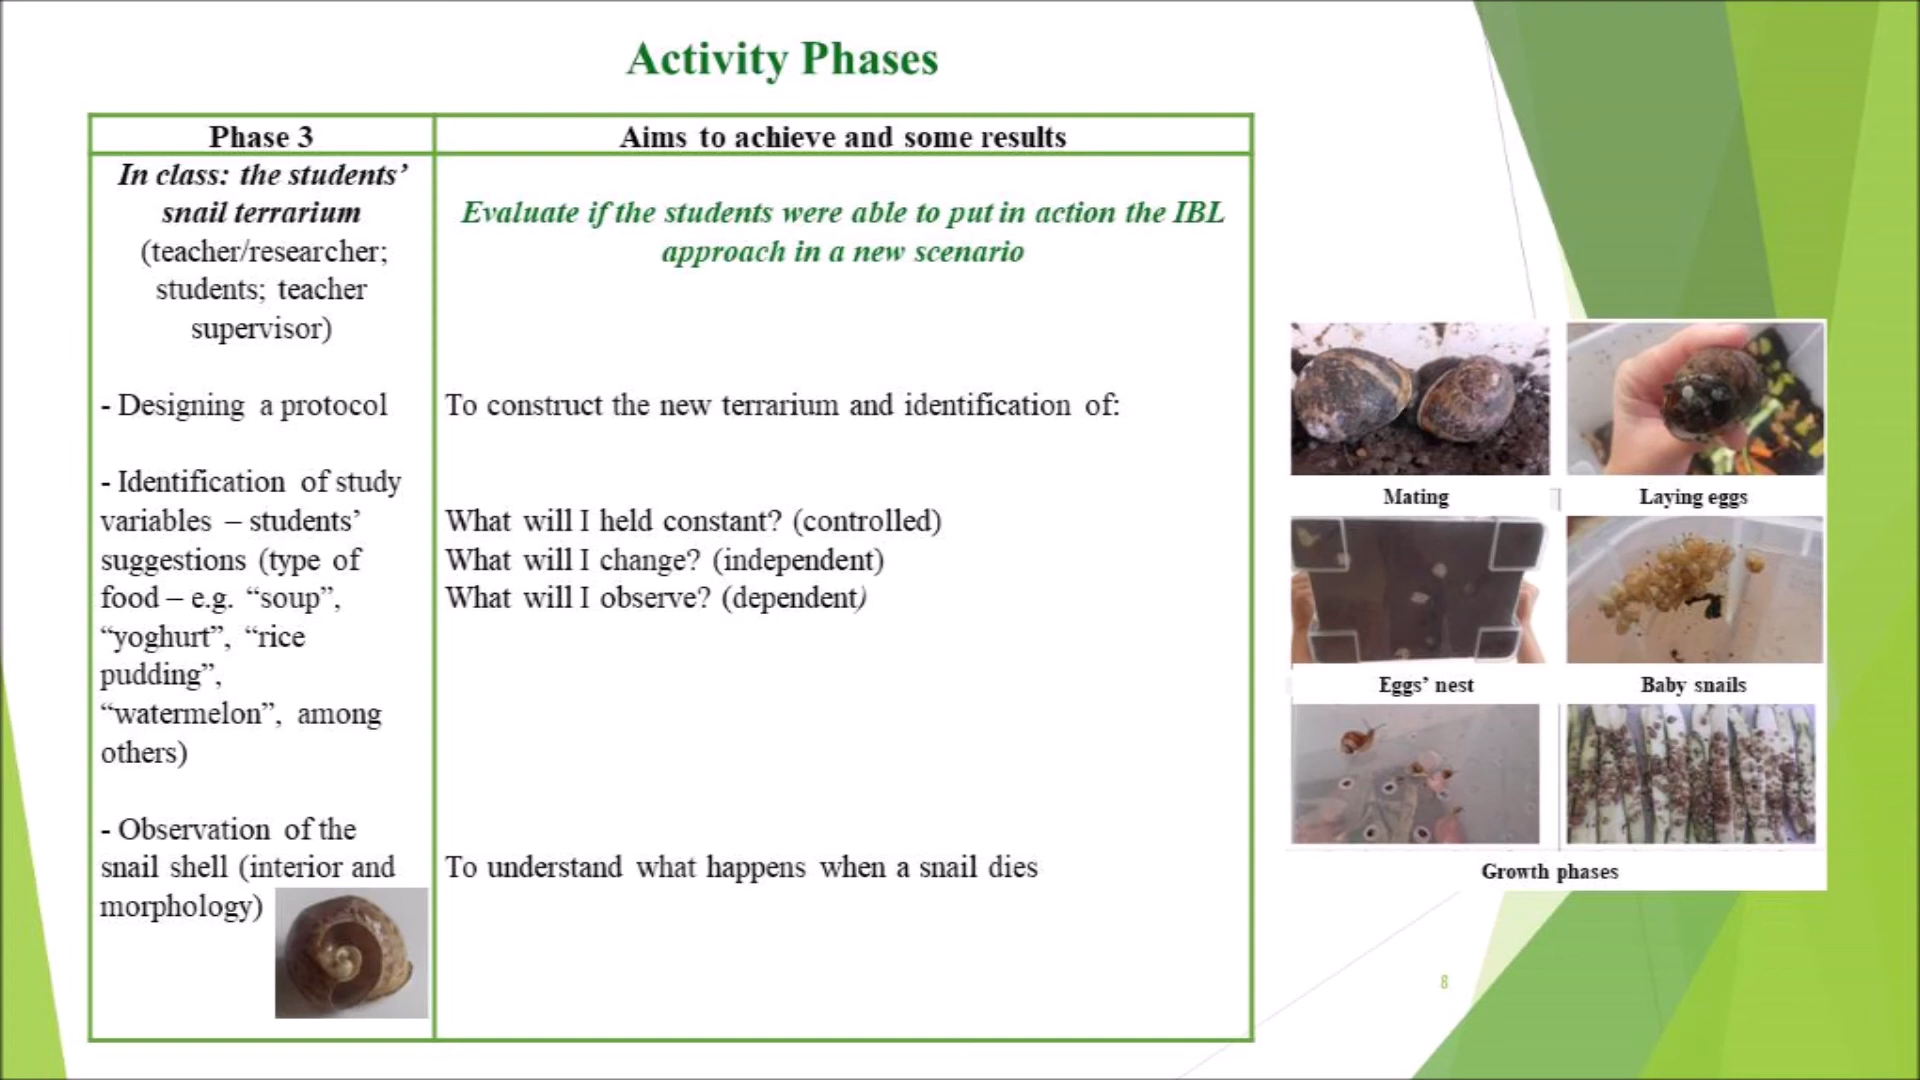 Activity Phases
Phase 3
Aims to achieve and some results
In class: the students’
snail terrarium
(teacher/researcher;
students; teacher
supervisor)
Evaluate if the students were able to put in action the IBL
approach in a new scenario
- Designing a protocol
To construct the new terrarium and identification of:
- Identification of study
variables – students’
suggestions (type of
food – e.g. “soup”,
“yoghurt”, “rice
pudding”,
“watermelon”, among
others)
What will I held constant? (controlled)
What will I change? (independent)
What will I observe? (dependent)
- Observation of the
snail shell (interior and
morphology)
To understand what happens when a snail dies
Mating
Laying eggs
Eggs’ nest
Baby snails
Growth phases
8